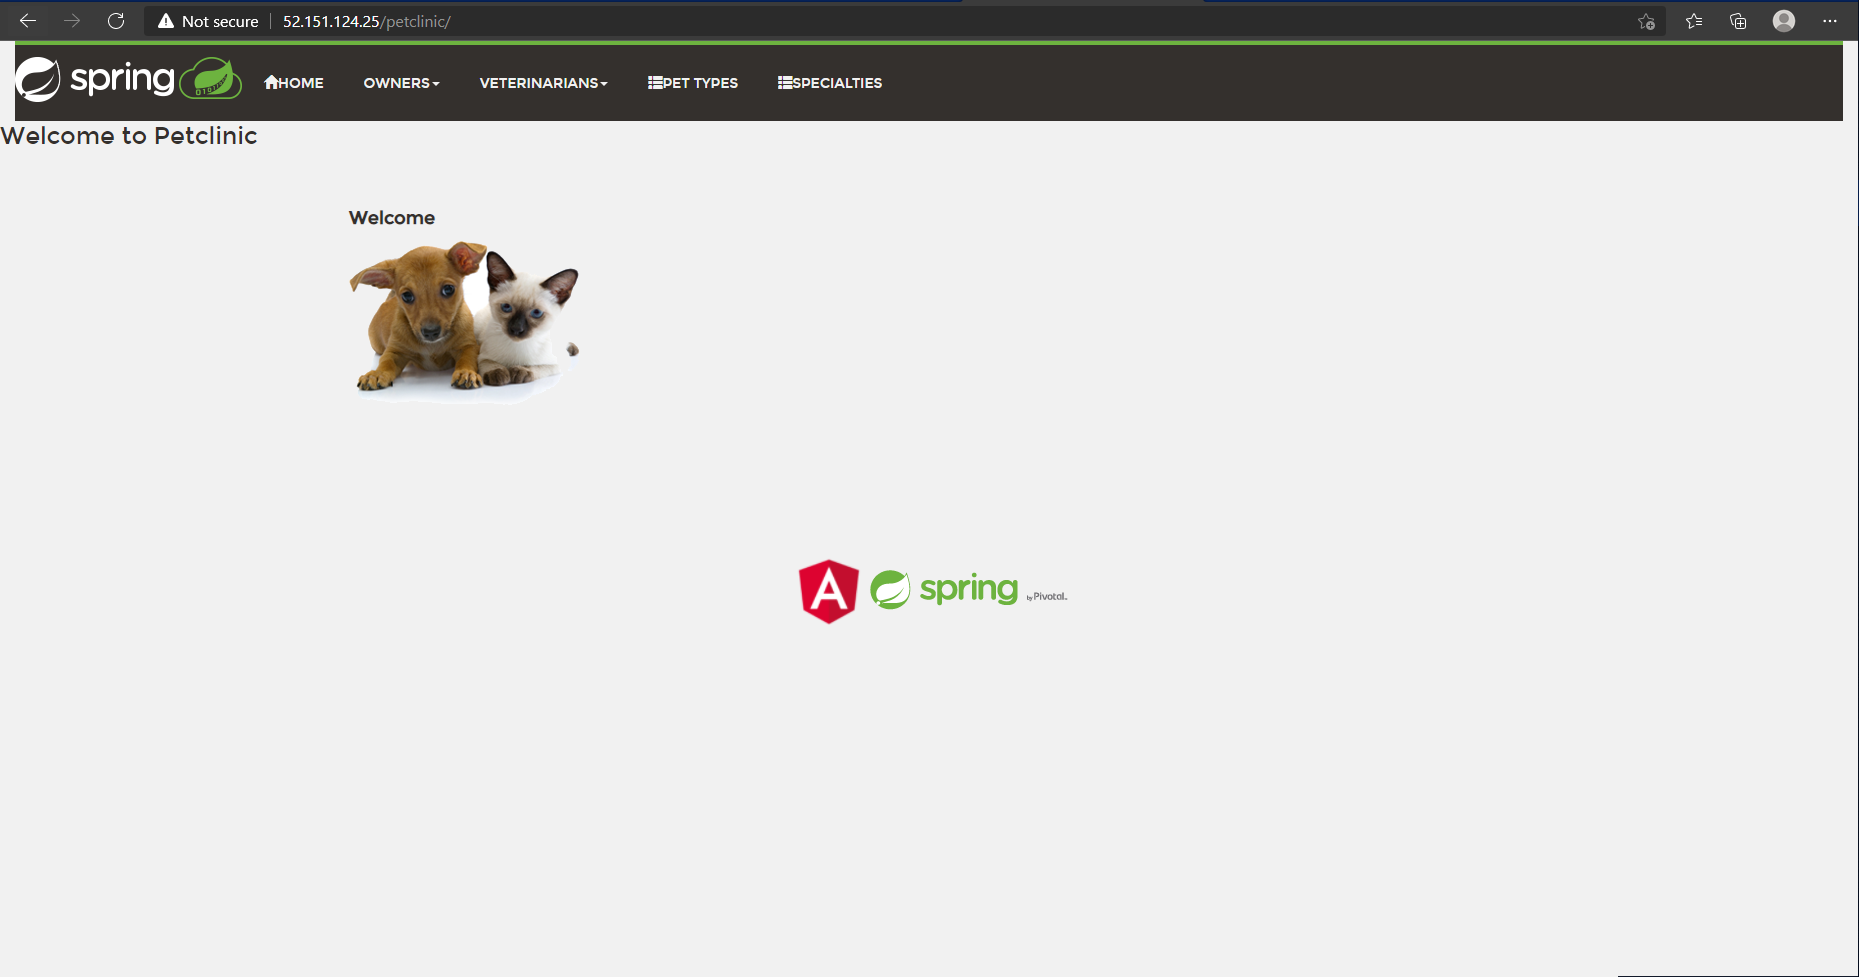 Not secure 52.151.124.25/petclinic/
spring HOME OWNERS VETERINARIANS PET TYPES SPECIALTIES
Welcome to Petclinic
Welcome
A spring by Pivotal.